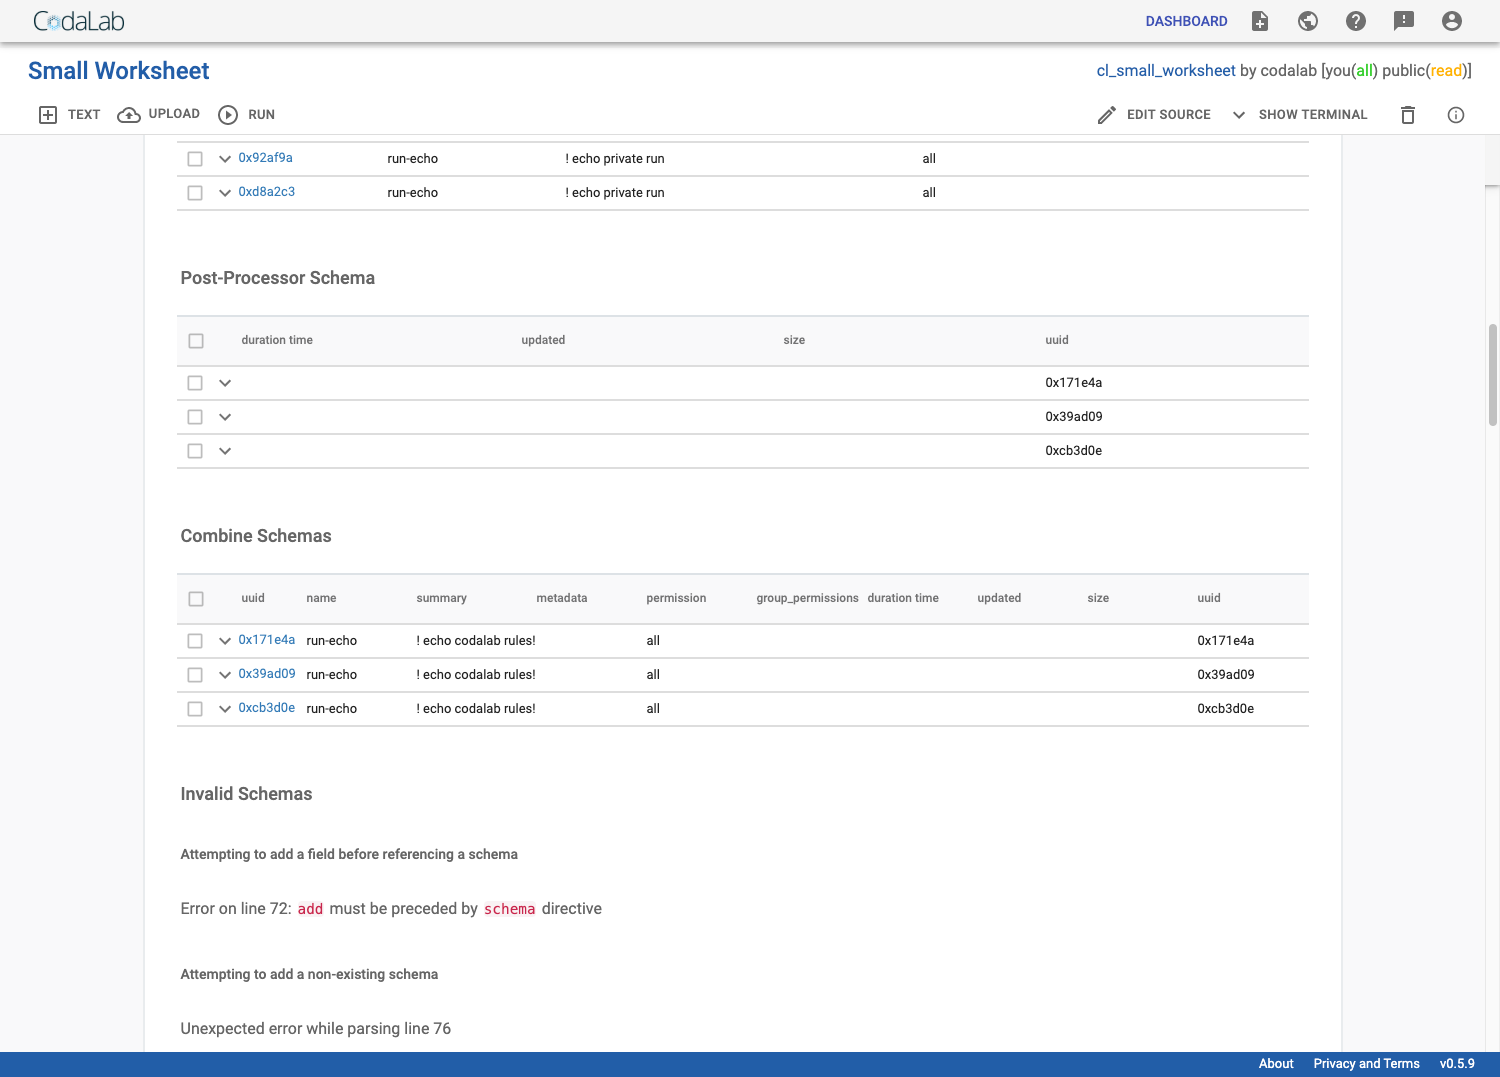 CodaLab
DASHBOARD
Small Worksheet
cl_small_worksheet by codalab [you(all) public(read)]
TEXT UPLOAD RUN
EDIT SOURCE SHOW TERMINAL
0x92af9a run-echo ! echo private run all
0xd8a2c3 run-echo ! echo private run all
Post-Processor Schema
duration time updated size uuid
0x171e4a
0x39ad09
0xcb3d0e
Combine Schemas
uuid name summary metadata permission group_permissions duration time updated size uuid
0x171e4a run-echo ! echo codalab rules! all 0x171e4a
0x39ad09 run-echo ! echo codalab rules! all 0x39ad09
0xcb3d0e run-echo ! echo codalab rules! all 0xcb3d0e
Invalid Schemas
Attempting to add a field before referencing a schema
Error on line 72: add must be preceded by schema directive
Attempting to add a non-existing schema
Unexpected error while parsing line 76
About Privacy and Terms v0.5.9